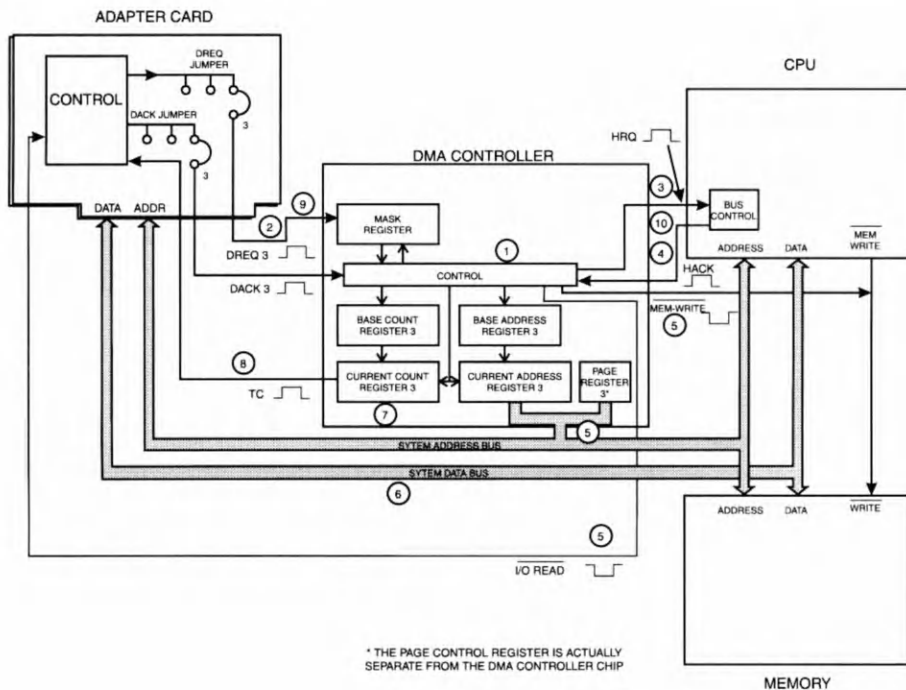 ADAPTER CARD
DREQ
JUMPER
CONTROL
DACK JUMPER
3
3
DATA
ADDR
CPU
HRQ
DMA CONTROLLER
9
2
MASK
REGISTER
3
10
4
BUS
CONTROL
ADDRESS
DATA
MEM
WRITE
DREQ 3
1
CONTROL
DACK 3
HACK
MEM-WRITE
5
BASE COUNT
REGISTER 3
BASE ADDRESS
REGISTER 3
8
TC
CURRENT COUNT
REGISTER 3
CURRENT ADDRESS
REGISTER 3
PAGE
REGISTER
3*
7
5
SYTEM ADDRESS BUS
SYTEM DATA BUS
6
ADDRESS
DATA
WRITE
5
I/O READ
* THE PAGE CONTROL REGISTER IS ACTUALLY
SEPARATE FROM THE DMA CONTROLLER CHIP
MEMORY